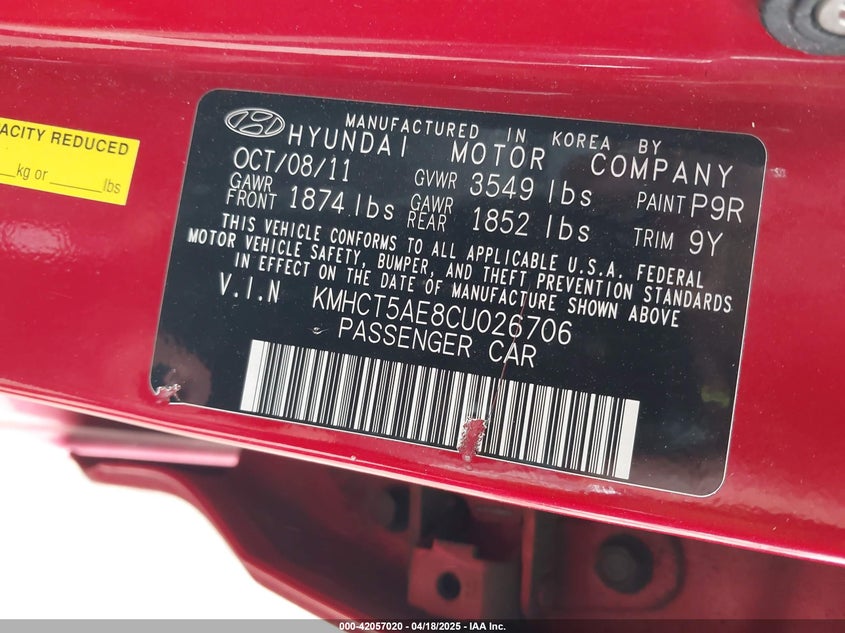 ACITY REDUCED
kg or ______lbs
MANUFACTURED IN KOREA BY
HYUNDAI MOTOR COMPANY
OCT/08/11 GVWR 3549 lbs PAINT P9R
GAWR FRONT 1874 lbs GAWR REAR 1852 lbs TRIM 9Y
THIS VEHICLE CONFORMS TO ALL APPLICABLE U.S.A. FEDERAL
MOTOR VEHICLE SAFETY, BUMPER, AND THEFT PREVENTION STANDARDS
IN EFFECT ON THE DATE OF MANUFACTURE SHOWN ABOVE
V.I.N KMHCT5AE8CU026706
PASSENGER CAR
000-42057020 - 04/18/2025 - IAA Inc.